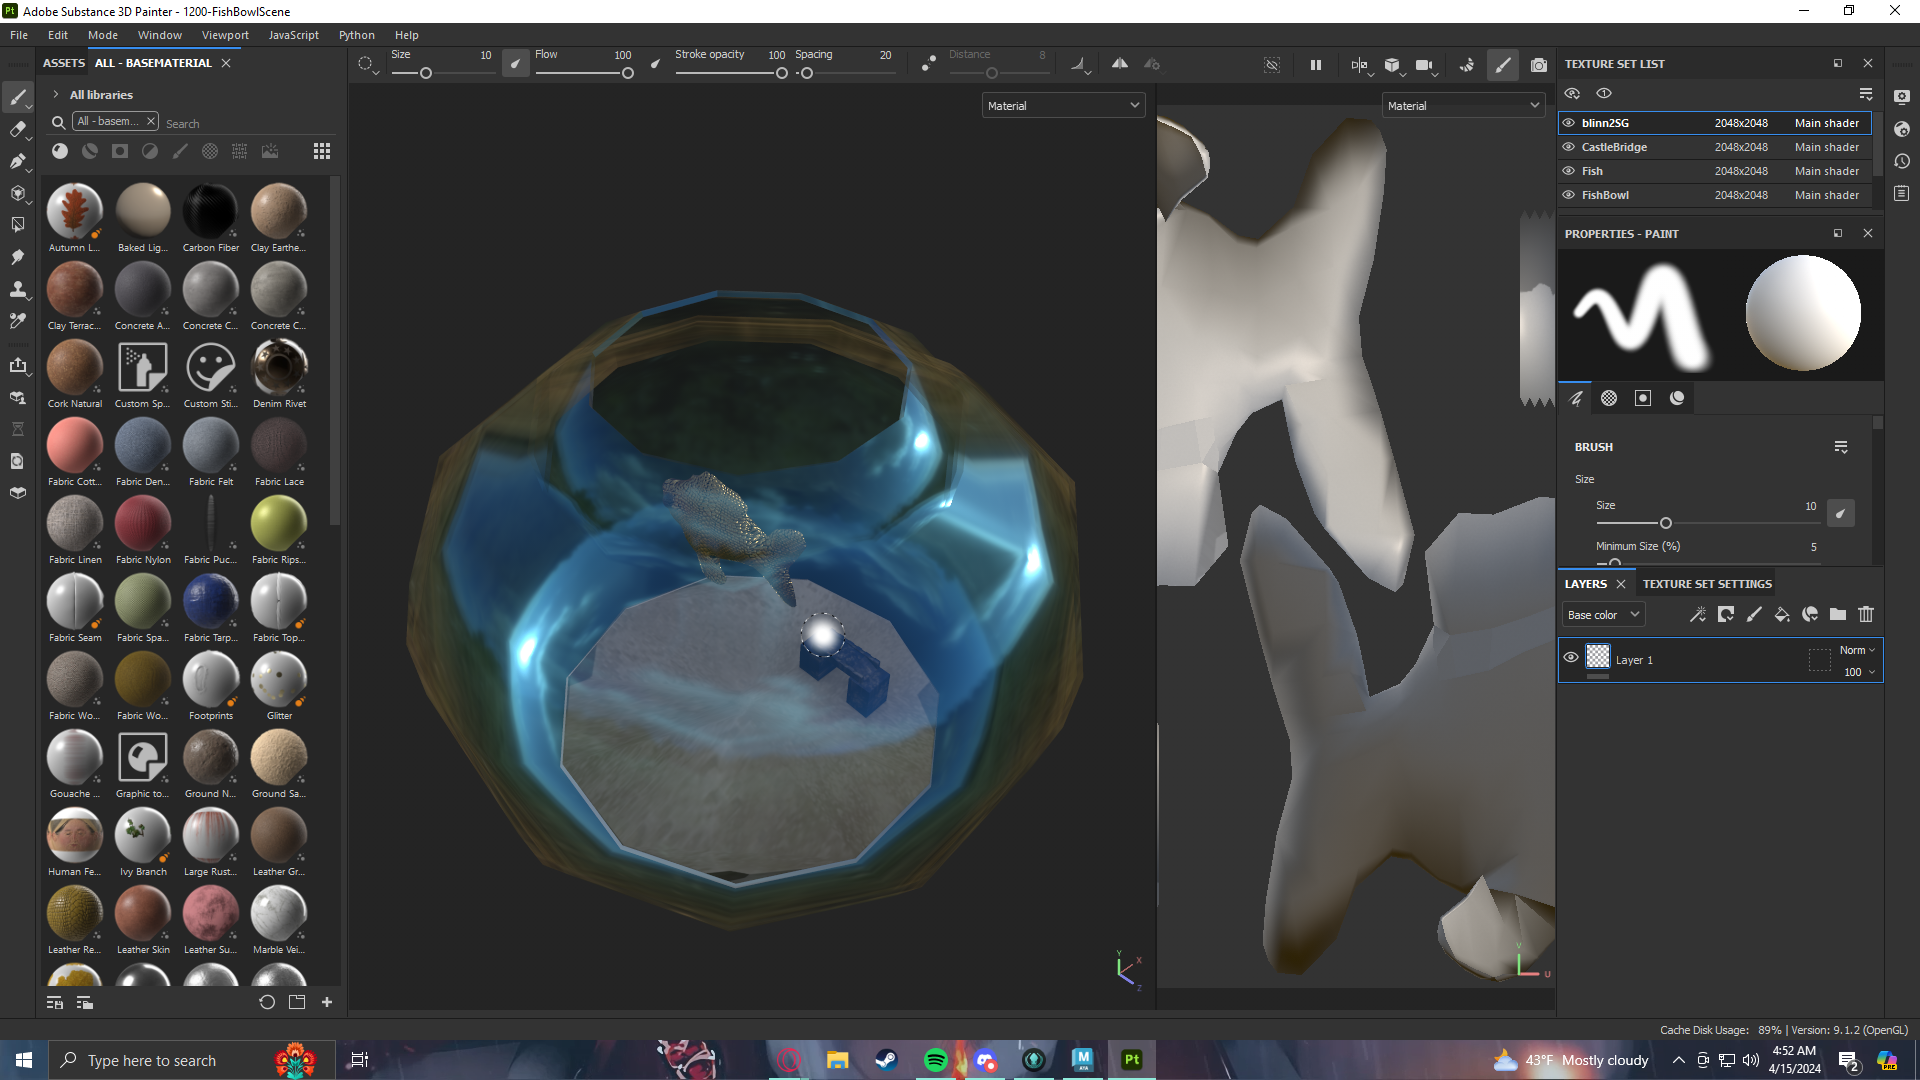 Pt Adobe Substance 3D Painter - 1200-FishBowlScene
File Edit Mode Window Viewport JavaScript Python Help
Size 10 Flow 100 Stroke opacity 100 Spacing 20 Distance 8
ASSETS ALL - BASEMATERIAL
All libraries
All - basem... Search
Autumn L... Baked Lig... Carbon Fiber Clay Earthe...
Clay Terrac... Concrete A... Concrete C... Concrete C...
Cork Natural Custom Sp... Custom Sti... Denim Rivet
Fabric Cott... Fabric Den... Fabric Felt Fabric Lace
Fabric Linen Fabric Nylon Fabric Puc... Fabric Rips...
Fabric Seam Fabric Spa... Fabric Tarp... Fabric Top...
Fabric Wo... Fabric Wo... Footprints Glitter
Gouache ... Graphic to... Ground N... Ground Sa...
Human Fe... Ivy Branch Large Rust... Leather Gr...
Leather Re... Leather Skin Leather Su... Marble Vei...
Material
Y
X
Z
Material
V
U
TEXTURE SET LIST
blinn2SG 2048x2048 Main shader
CastleBridge 2048x2048 Main shader
Fish 2048x2048 Main shader
FishBowl 2048x2048 Main shader
PROPERTIES - PAINT
BRUSH
Size
Size 10
Minimum Size (%) 5
LAYERS TEXTURE SET SETTINGS
Base color
Layer 1 Norm
100
Cache Disk Usage: 89% | Version: 9.1.2 (OpenGL)
Type here to search
M
Pt
43°F Mostly cloudy
4:52 AM
4/15/2024
2
PRE